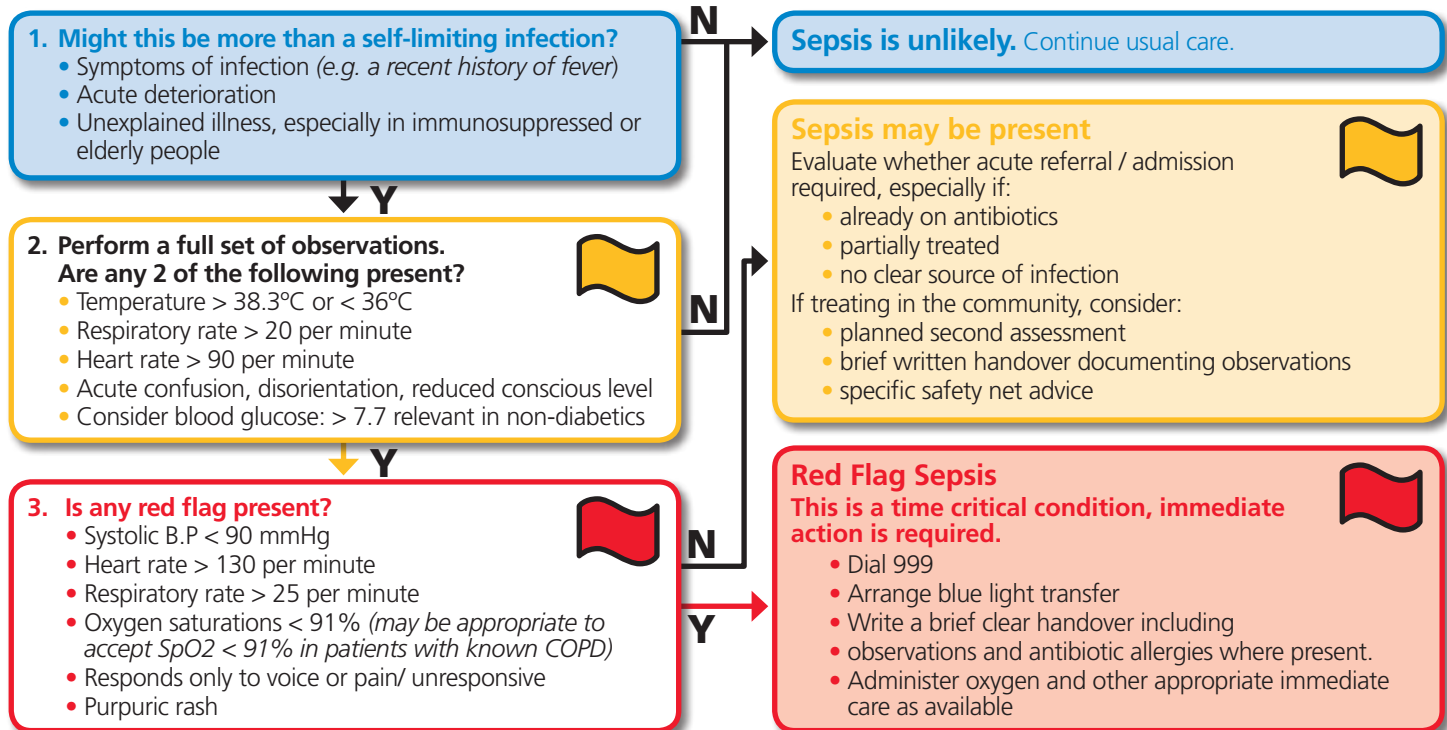 1. Might this be more than a self-limiting infection?
• Symptoms of infection (e.g. a recent history of fever)
• Acute deterioration
• Unexplained illness, especially in immunosuppressed or
elderly people
N
Sepsis is unlikely. Continue usual care.
Y
2. Perform a full set of observations.
Are any 2 of the following present?
• Temperature > 38.3ºC or < 36ºC
• Respiratory rate > 20 per minute
• Heart rate > 90 per minute
• Acute confusion, disorientation, reduced conscious level
• Consider blood glucose: > 7.7 relevant in non-diabetics
N
Sepsis may be present
Evaluate whether acute referral / admission
required, especially if:
• already on antibiotics
• partially treated
• no clear source of infection
If treating in the community, consider:
• planned second assessment
• brief written handover documenting observations
• specific safety net advice
Y
3. Is any red flag present?
• Systolic B.P < 90 mmHg
• Heart rate > 130 per minute
• Respiratory rate > 25 per minute
• Oxygen saturations < 91% (may be appropriate to
accept SpO2 < 91% in patients with known COPD)
• Responds only to voice or pain/ unresponsive
• Purpuric rash
N
Y
Red Flag Sepsis
This is a time critical condition, immediate
action is required.
• Dial 999
• Arrange blue light transfer
• Write a brief clear handover including
• observations and antibiotic allergies where present.
• Administer oxygen and other appropriate immediate
care as available